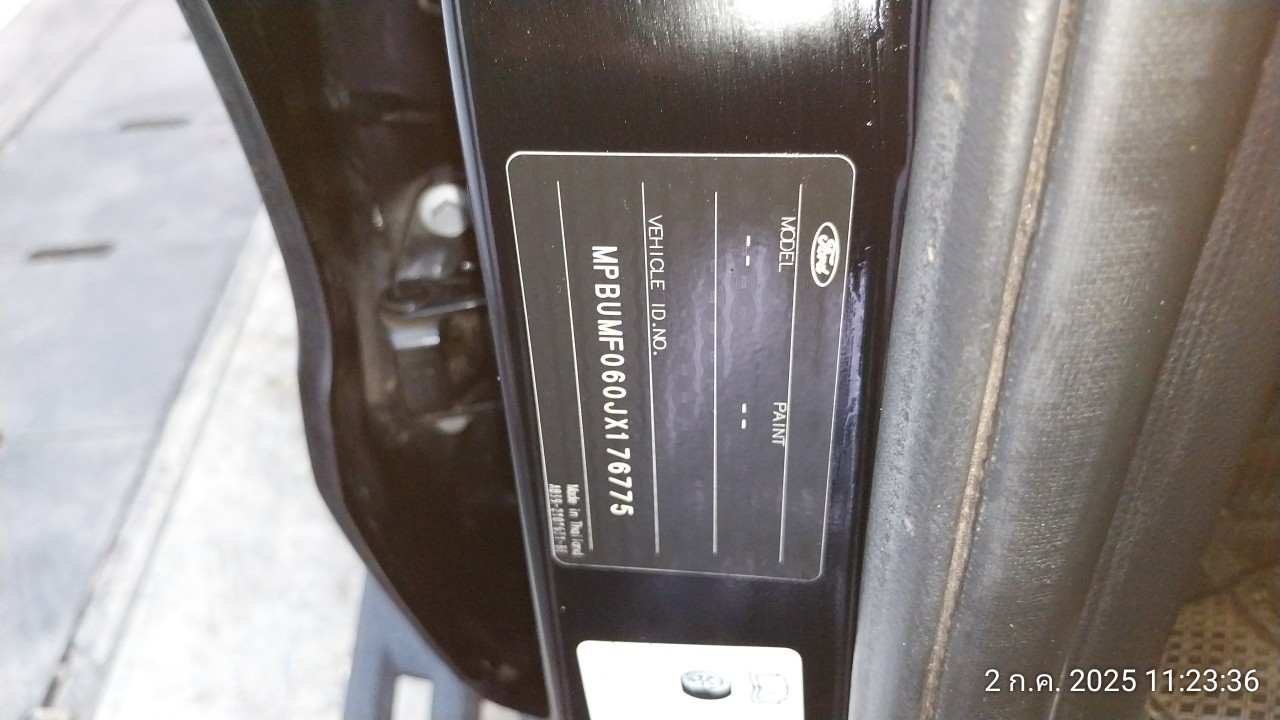 Ford
MODEL PAINT
-- --
VEHICLE ID.NO.
MPBUMF060JX176775
Made in Thailand
2 ก.ค. 2025 11:23:36